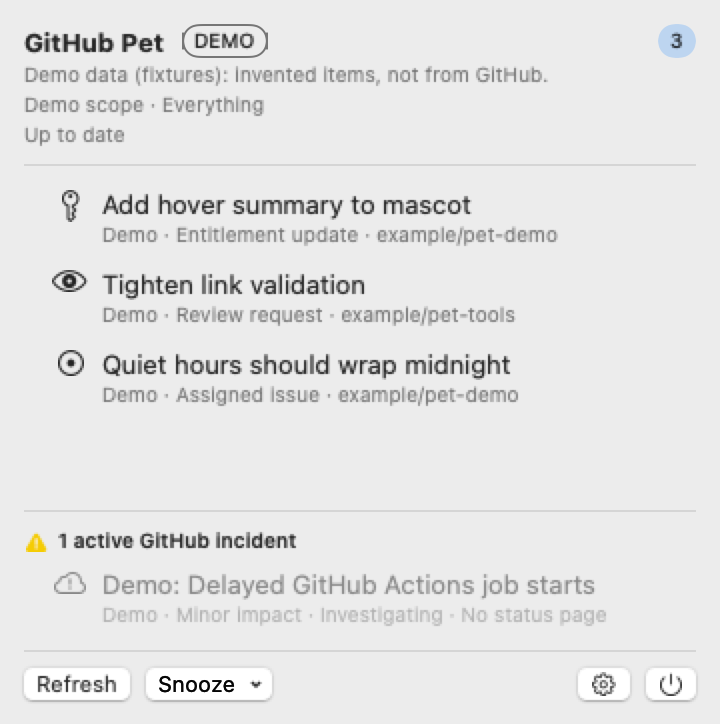 GitHub Pet DEMO 3
Demo data (fixtures): invented items, not from GitHub.
Demo scope · Everything
Up to date
Add hover summary to mascot
Demo · Entitlement update · example/pet-demo
Tighten link validation
Demo · Review request · example/pet-tools
Quiet hours should wrap midnight
Demo · Assigned issue · example/pet-demo
1 active GitHub incident
Demo: Delayed GitHub Actions job starts
Demo · Minor impact · Investigating · No status page
Refresh Snooze